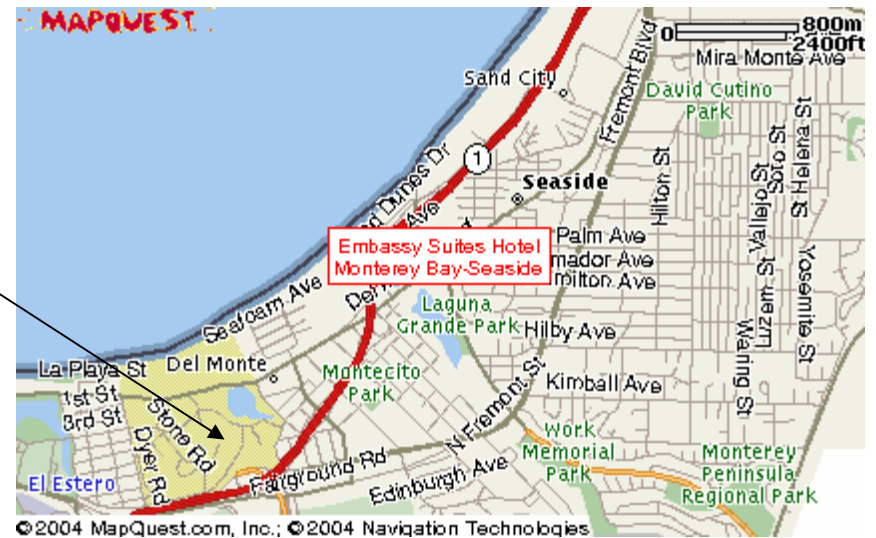 MAPQUEST.
0 800m
2400ft
Mira Monte Ave
Sand City
Fremont Blvd
David Cutino
Park
1
Seaside
Hilton St
Vallejo St
Soto St
St Helena St
Dunes Dr
Ave
Embassy Suites Hotel
Monterey Bay-Seaside
Palm Ave
mador Ave
milton Ave
Luzern St
Yosemite St
Seafoam Ave
Del
Laguna
Grande Park
Hilby Ave
Waring St
La Playa St
Del Monte
Montecito
Park
Kimball Ave
1st St
3rd St
Stone Rd
Dyer Rd
N Fremont St
Work
Memorial
Park
Monterey
Peninsula
Regional Park
El Estero
Fairground Rd
Edinburgh Ave
©2004 MapQuest.com, Inc.; ©2004 Navigation Technologies